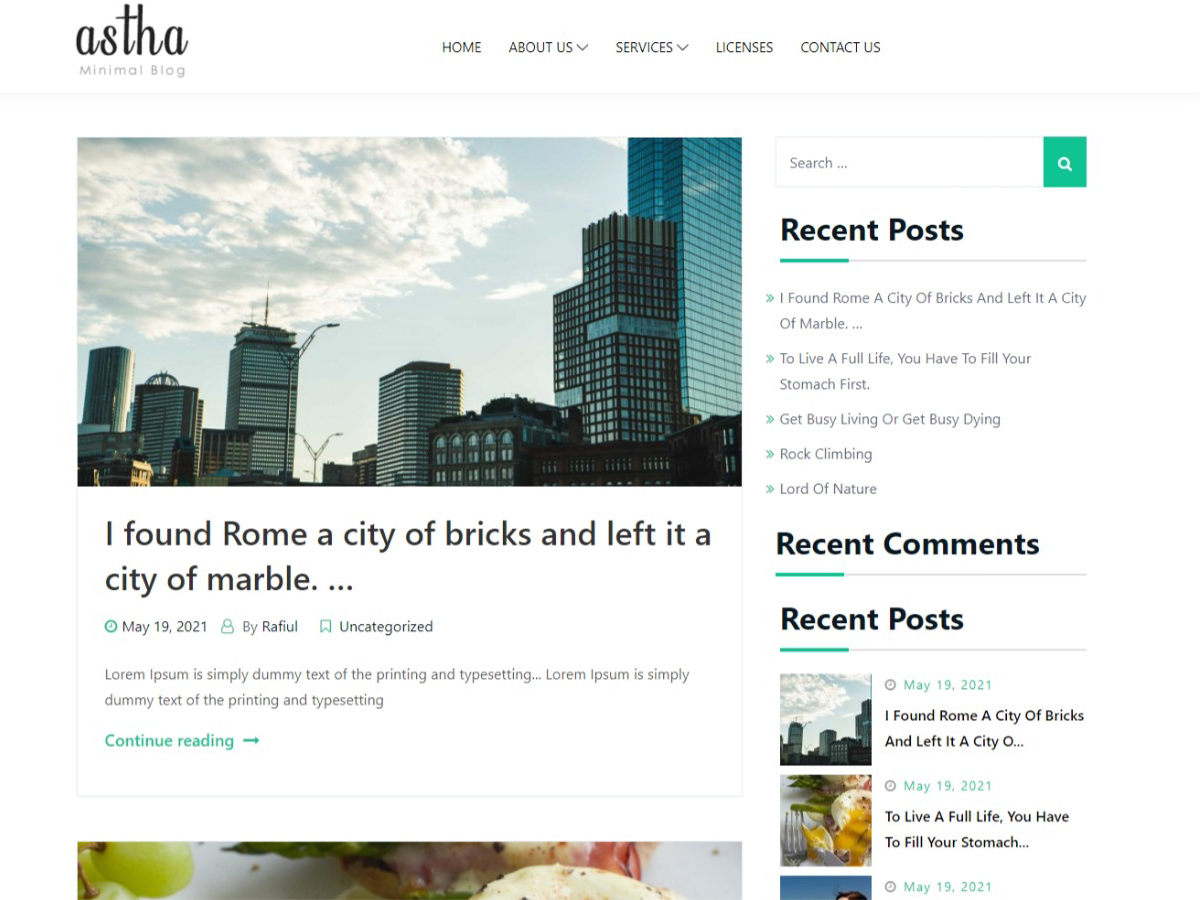 astha
Minimal Blog
HOME ABOUT US SERVICES LICENSES CONTACT US
Search ...
Recent Posts
I Found Rome A City Of Bricks And Left It A City
Of Marble. ...
To Live A Full Life, You Have To Fill Your
Stomach First.
Get Busy Living Or Get Busy Dying
Rock Climbing
Lord Of Nature
I found Rome a city of bricks and left it a
city of marble. ...
May 19, 2021 By Rafiul Uncategorized
Lorem Ipsum is simply dummy text of the printing and typesetting... Lorem Ipsum is simply
dummy text of the printing and typesetting
Continue reading
Recent Comments
Recent Posts
May 19, 2021
I Found Rome A City Of Bricks
And Left It A City O...
May 19, 2021
To Live A Full Life, You Have
To Fill Your Stomach...
May 19, 2021